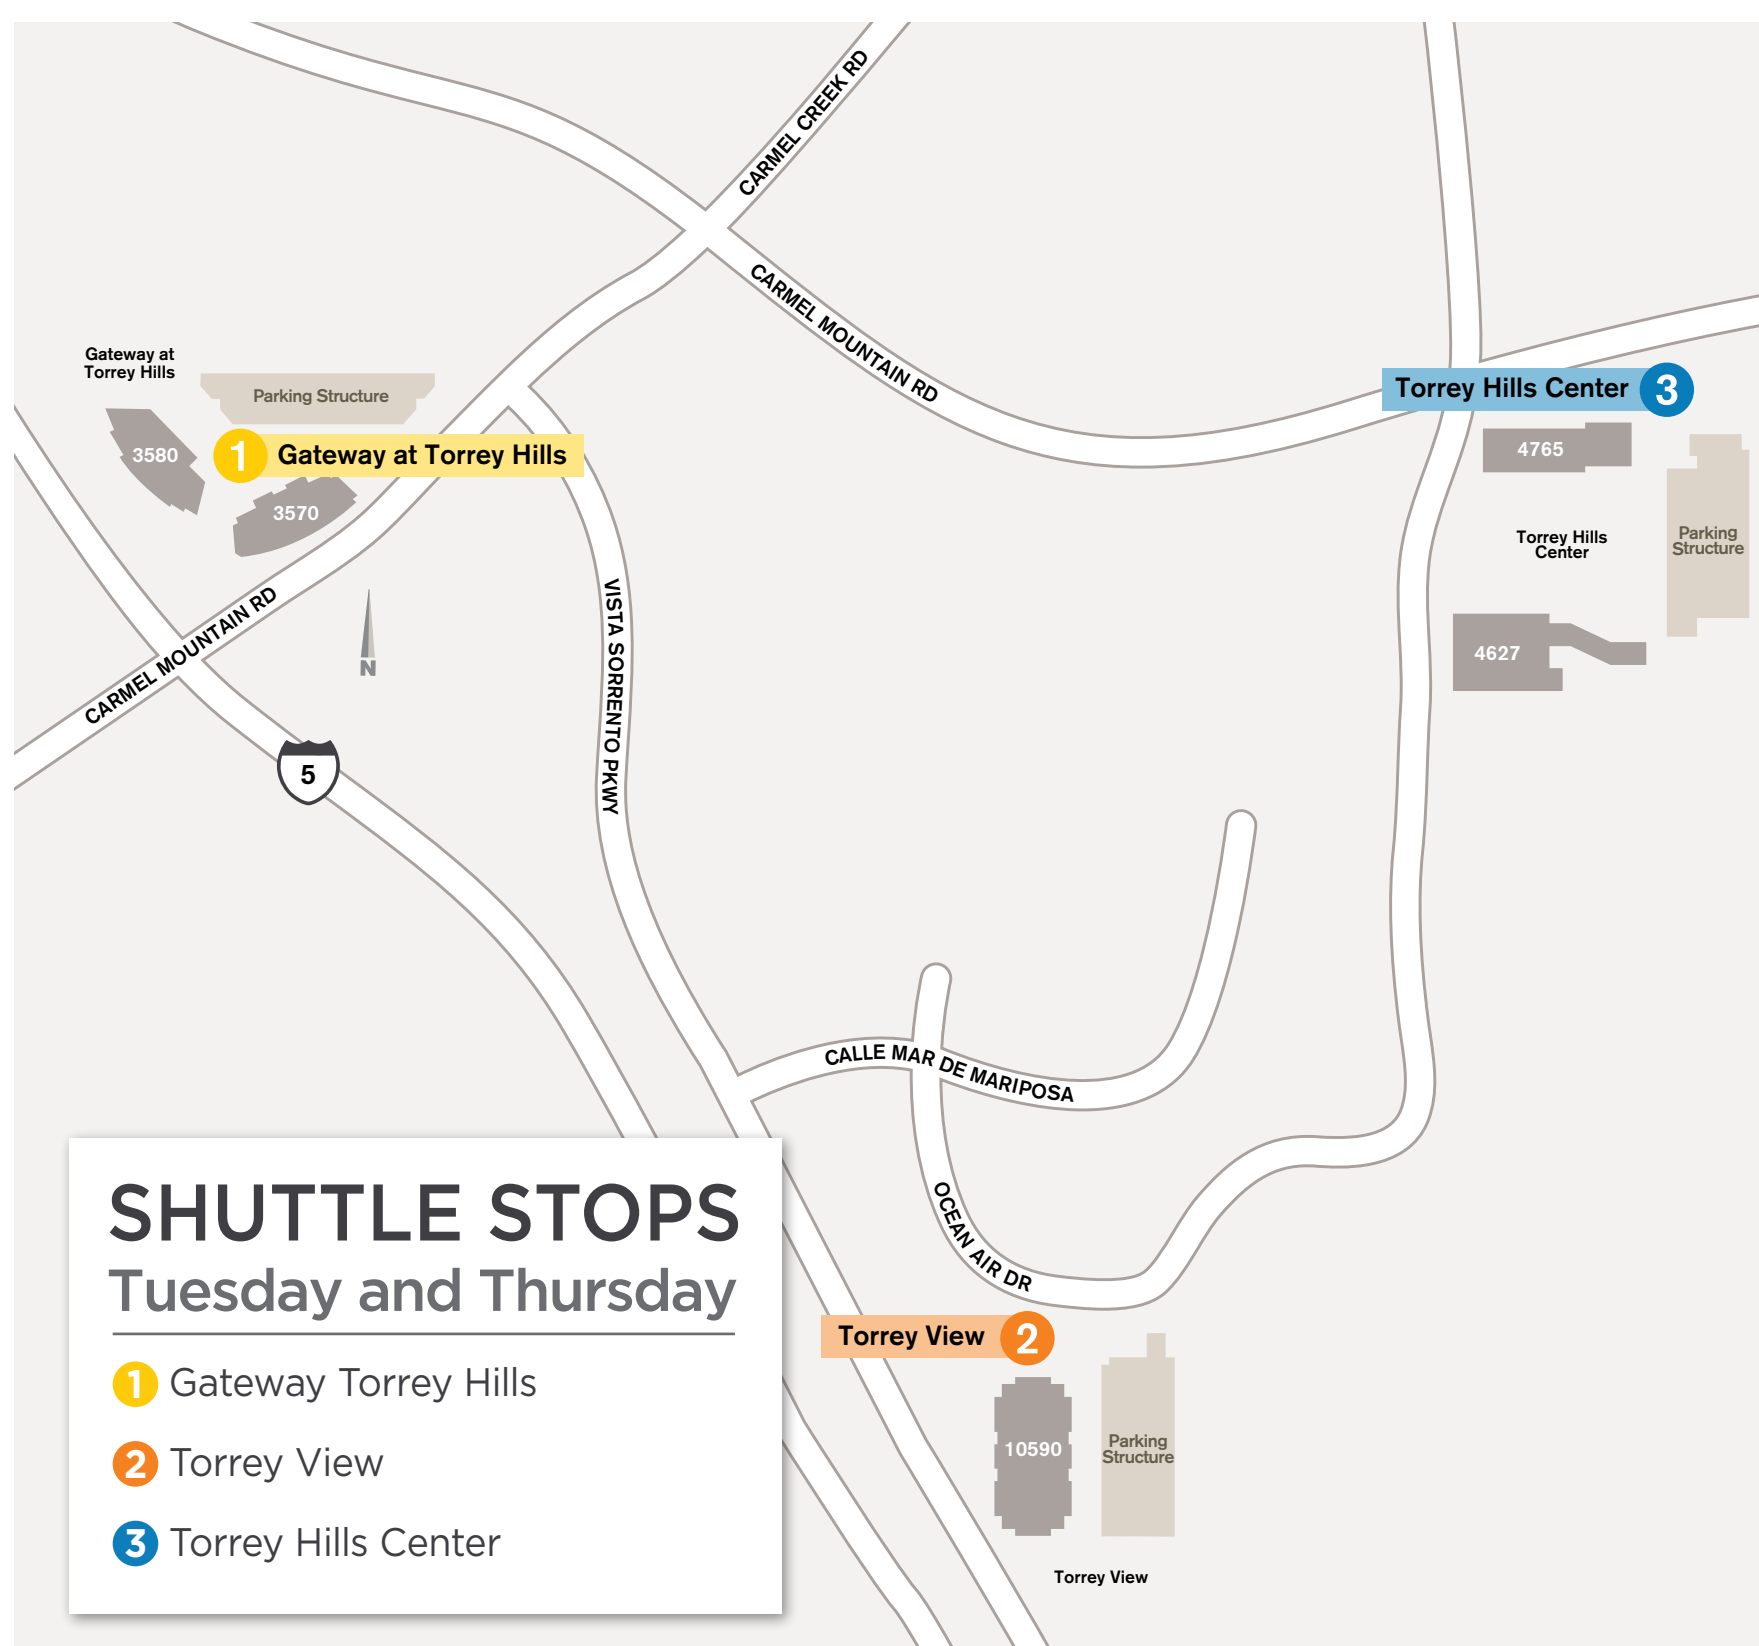 CARMEL CREEK RD
CARMEL MOUNTAIN RD
Gateway at
Torrey Hills
Parking Structure
3580
1 Gateway at Torrey Hills
3570
Torrey Hills Center 3
4765
Torrey Hills
Center
Parking
Structure
4627
CARMEL MOUNTAIN RD
N
VISTA SORRENTO PKWY
5
CALLE MAR DE MARIPOSA
OCEAN AIR DR
Torrey View 2
10590
Parking
Structure
Torrey View
SHUTTLE STOPS
Tuesday and Thursday
1 Gateway Torrey Hills
2 Torrey View
3 Torrey Hills Center